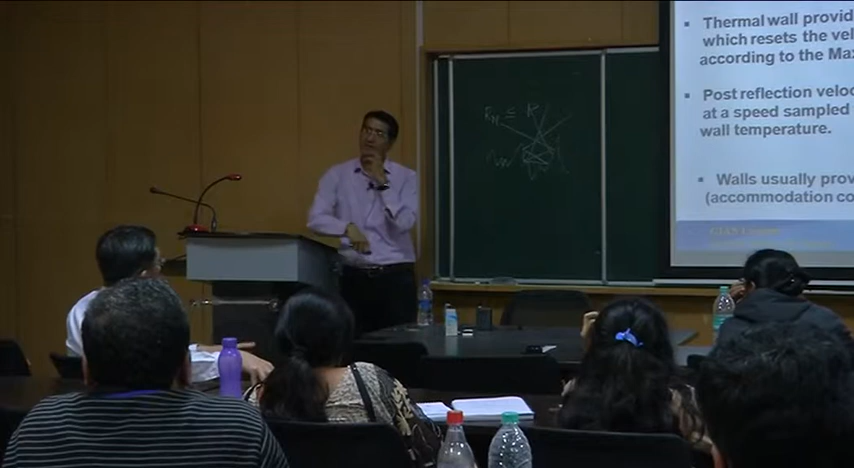 Thermal wall provid
which resets the vel
according to the Max
Post reflection veloc
at a speed sampled
wall temperature.
Walls usually prov
(accommodation co